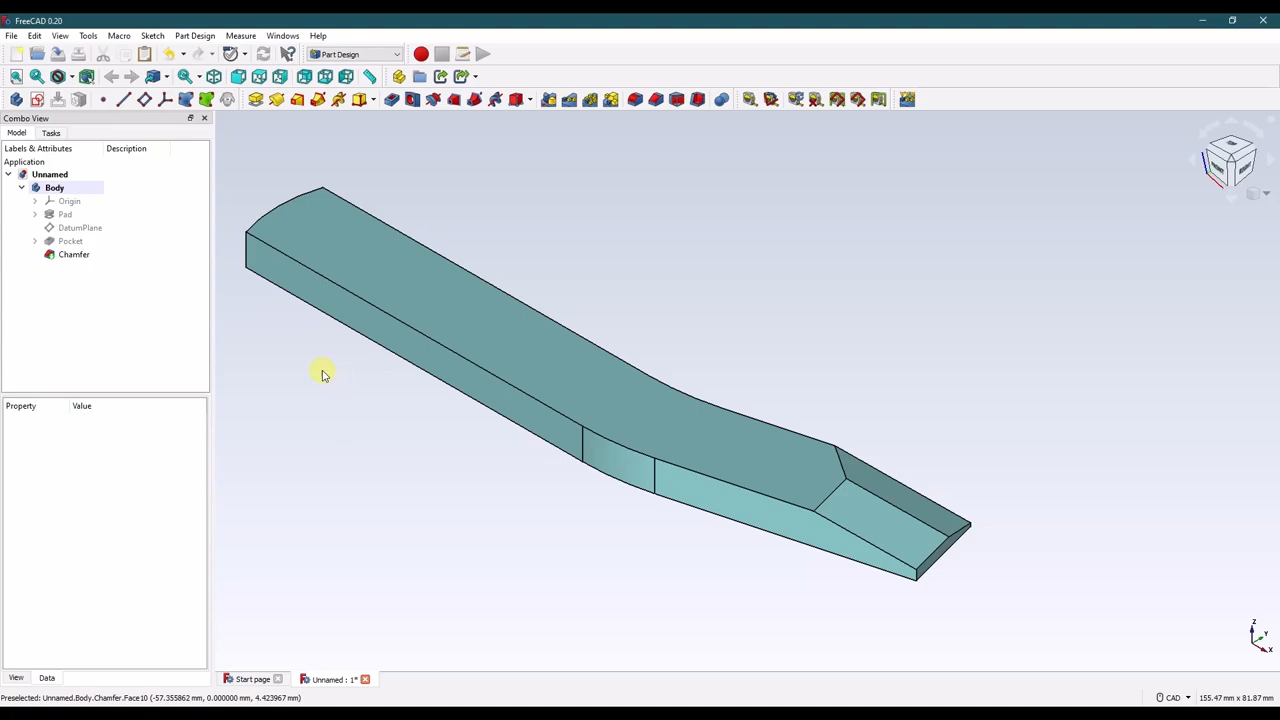 FreeCAD 0.20
File Edit View Tools Macro Sketch Part Design Measure Windows Help
Part Design
Combo View
Model Tasks
Labels & Attributes Description
Application
Unnamed
Body
Origin
Pad
DatumPlane
Pocket
Chamfer
Property Value
View Data
Start page Unnamed : 1*
Preselected: Unnamed.Body.Chamfer.Face10 (-57.355862 mm, 0.000000 mm, 4.423967 mm)
CAD 155.47 mm x 81.87 mm
Z
Y
X